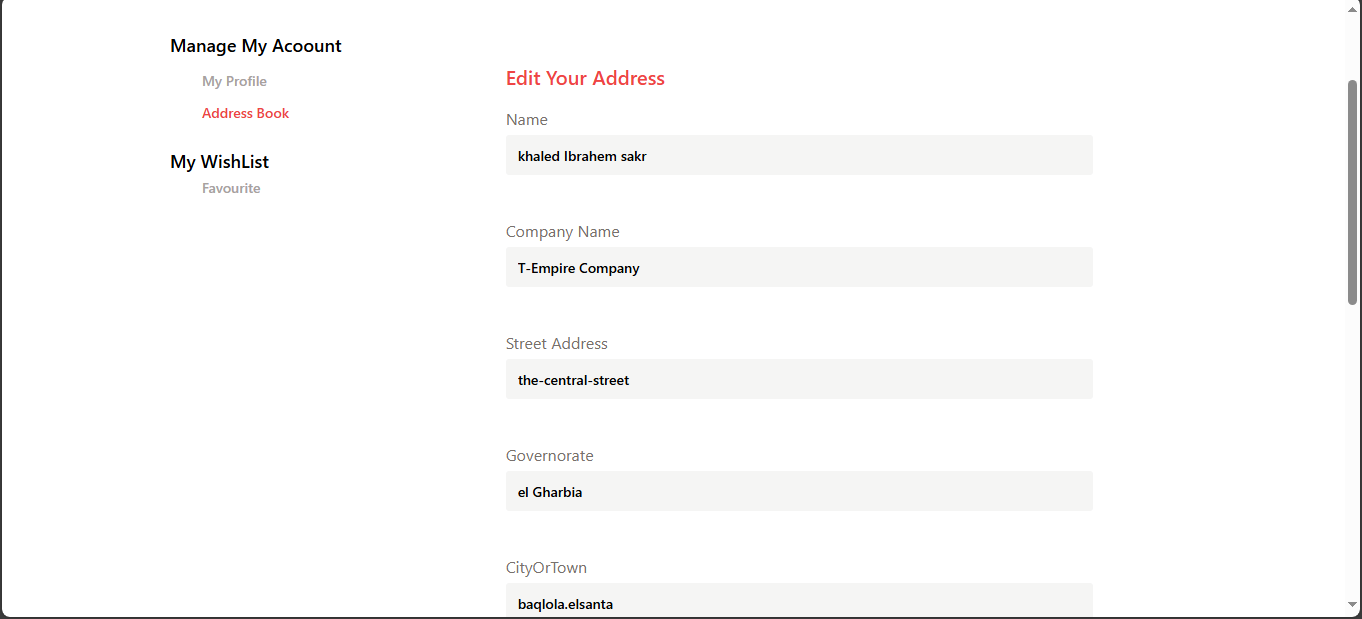 Manage My Acoount
My Profile
Address Book
My WishList
Favourite
Edit Your Address
Name
khaled Ibrahem sakr
Company Name
T-Empire Company
Street Address
the-central-street
Governorate
el Gharbia
CityOrTown
baqlola.elsanta